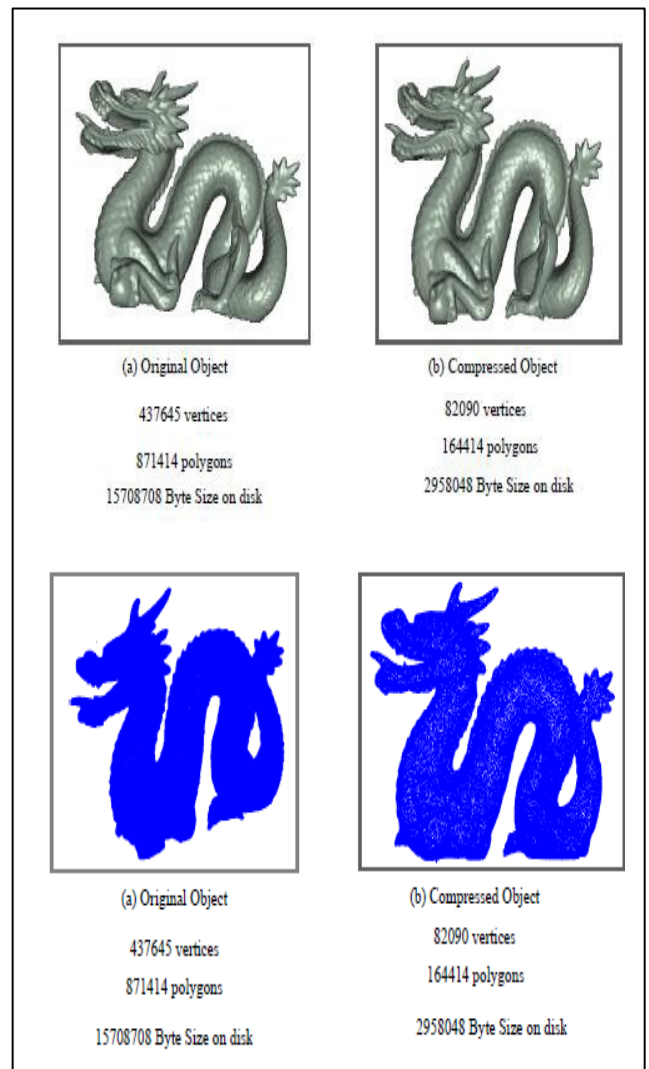 (a) Original Object
(b) Compressed Object
437645 vertices
82090 vertices
871414 polygons
164414 polygons
15708708 Byte Size on disk
2958048 Byte Size on disk
(a) Original Object
(b) Compressed Object
437645 vertices
82090 vertices
871414 polygons
164414 polygons
15708708 Byte Size on disk
2958048 Byte Size on disk